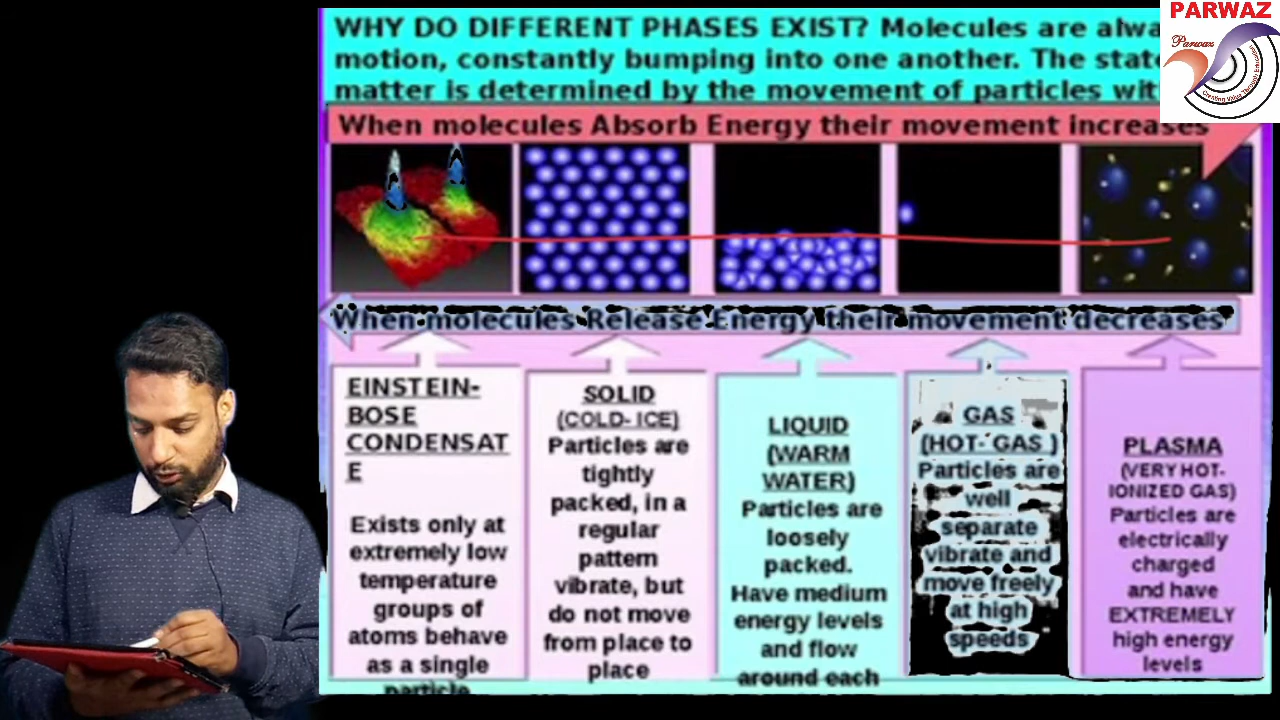 PARWAZ
Parwaz
WHY DO DIFFERENT PHASES EXIST? Molecules are alwa
motion, constantly bumping into one another. The stat
matter is determined by the movement of particles wit
When molecules Absorb Energy their movement increases
When molecules Release Energy their movement decreases
EINSTEIN-
BOSE
CONDENSAT
E
Exists only at
extremely low
temperature
groups of
atoms behave
as a single
particle
SOLID
(COLD- ICE)
Particles are
tightly
packed, in a
regular
pattern
vibrate, but
do not move
from place to
place
LIQUID
(WARM
WATER)
Particles are
loosely
packed.
Have medium
energy levels
and flow
around each
GAS
(HOT- GAS )
Particles are
well
separate
vibrate and
move freely
at high
speeds
PLASMA
(VERY HOT-
IONIZED GAS)
Particles are
electrically
charged
and have
EXTREMELY
high energy
levels